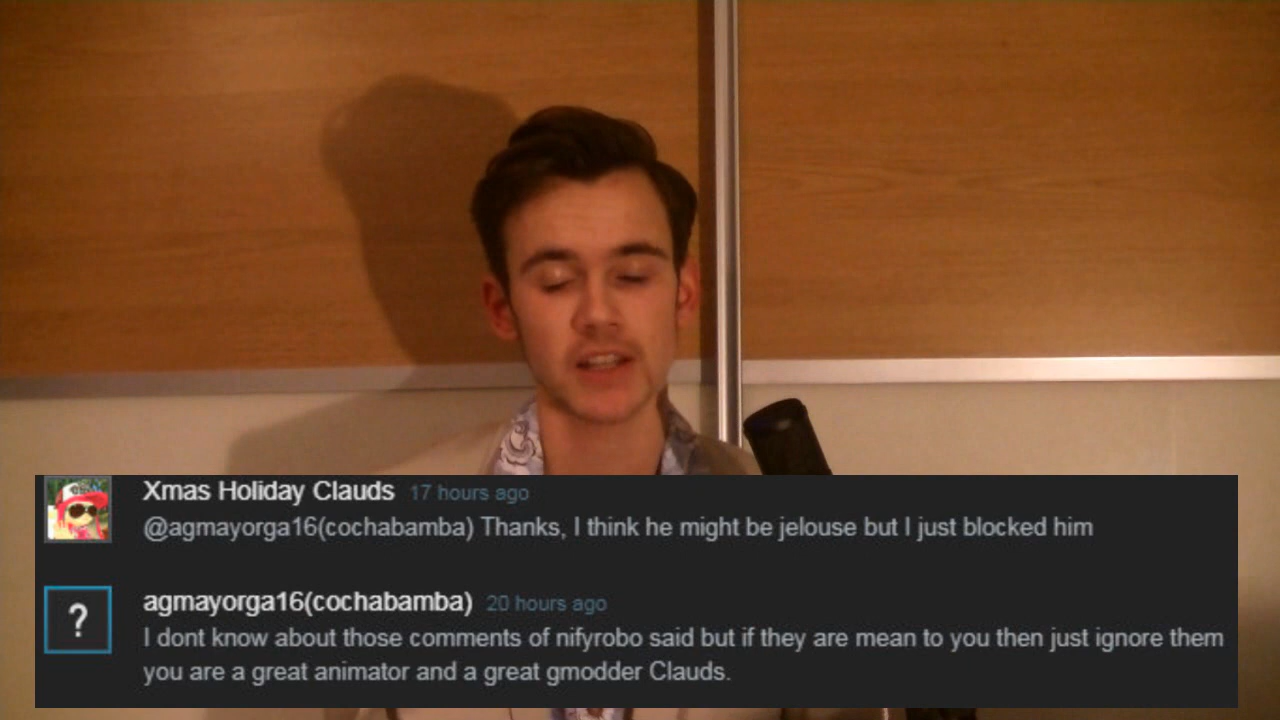 Xmas Holiday Clauds 17 hours ago
@agmayorga16(cochabamba) Thanks, I think he might be jelouse but I just blocked him
?
agmayorga16(cochabamba) 20 hours ago
I dont know about those comments of nifyrobo said but if they are mean to you then just ignore them
you are a great animator and a great gmodder Clauds.